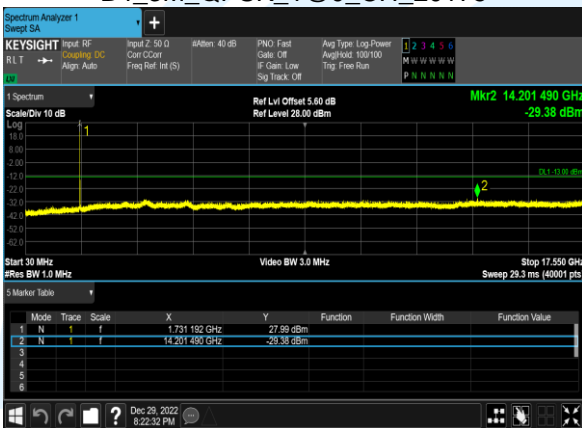 Spectrum Analyzer 1
Swept SA
+
KEYSIGHT
RLT
LV
Input: RF
Coupling: DC
Align: Auto
Input Z: 50 Ω
Corr CCorr
Freq Ref: Int (S)
#Atten: 40 dB
PNO: Fast
Gate: Off
IF Gain: Low
Sig Track: Off
Avg Type: Log-Power
Avg|Hold: 100/100
Trig: Free Run
1 2 3 4 5 6
M W W W W W
P N N N N N
1 Spectrum
Scale/Div 10 dB
Ref Lvl Offset 5.60 dB
Ref Level 28.00 dBm
Mkr2 14.201 490 GHz
-29.38 dBm
Log
18.0
8.00
-2.00
-12.0
-22.0
-32.0
-42.0
-52.0
-62.0
1
DL1 -13.00 dBm
2
Start 30 MHz
#Res BW 1.0 MHz
Video BW 3.0 MHz
Stop 17.550 GHz
Sweep 29.3 ms (40001 pts)
5 Marker Table
Mode Trace Scale X Y Function Function Width Function Value
1 N 1 f 1.731 192 GHz 27.99 dBm
2 N 1 f 14.201 490 GHz -29.38 dBm
3
4
5
6
?
Dec 29, 2022
8:22:32 PM